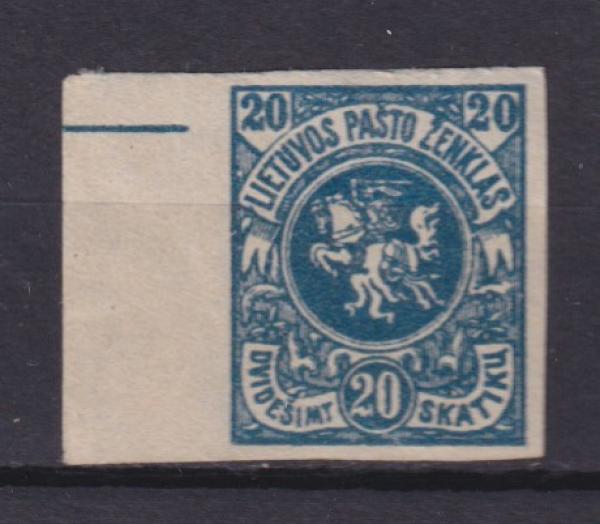 20 20
LIETUVOS PAŠTO ŽENKLAS
DVIDEŠIMT 20 SKATIKŲ